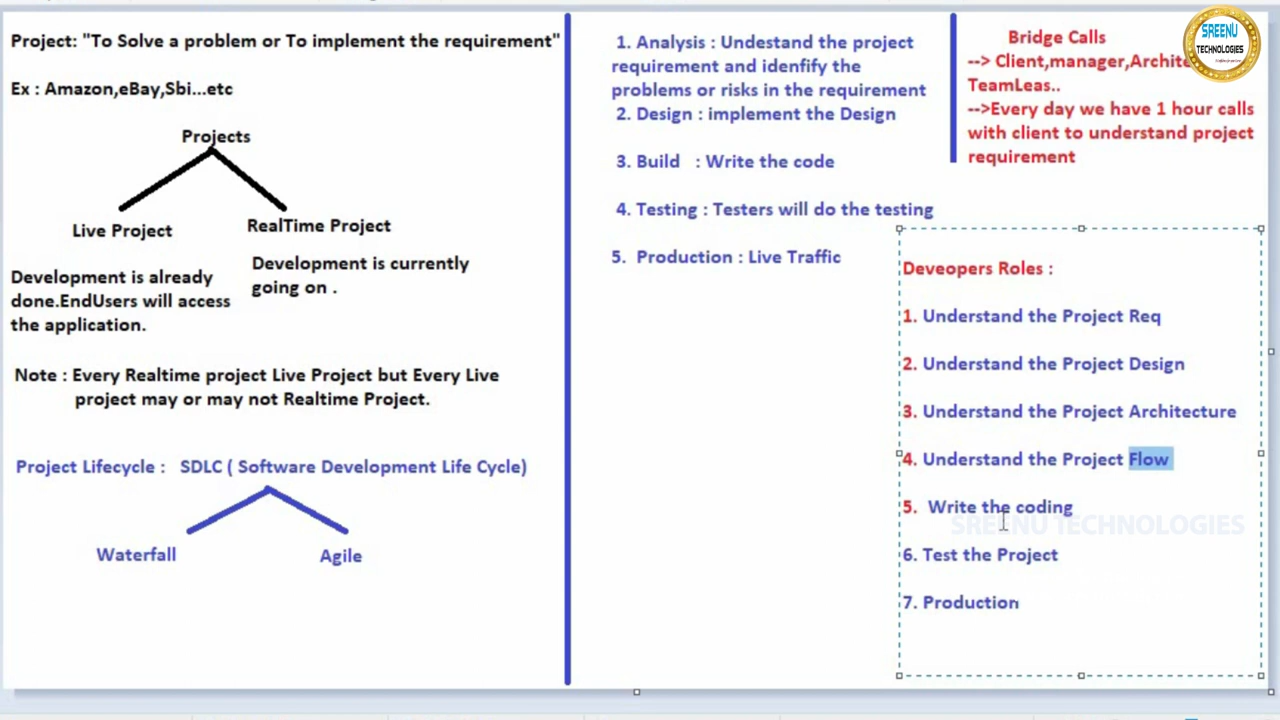 Project: "To Solve a problem or To implement the requirement"
Ex : Amazon,eBay,Sbi...etc
Projects
Live Project
RealTime Project
Development is already
done.EndUsers will access
the application.
Development is currently
going on .
Note : Every Realtime project Live Project but Every Live
project may or may not Realtime Project.
Project Lifecycle : SDLC ( Software Development Life Cycle)
Waterfall
Agile
1. Analysis : Undestand the project
requirement and idenfify the
problems or risks in the requirement
2. Design : implement the Design
3. Build : Write the code
4. Testing : Testers will do the testing
5. Production : Live Traffic
Bridge Calls
--> Client,manager,Archite
TeamLeas..
-->Every day we have 1 hour calls
with client to understand project
requirement
SREENU
TECHNOLOGIES
Deveopers Roles :
1. Understand the Project Req
2. Understand the Project Design
3. Understand the Project Architecture
4. Understand the Project Flow
5. Write the coding
SREENU TECHNOLOGIES
6. Test the Project
7. Production